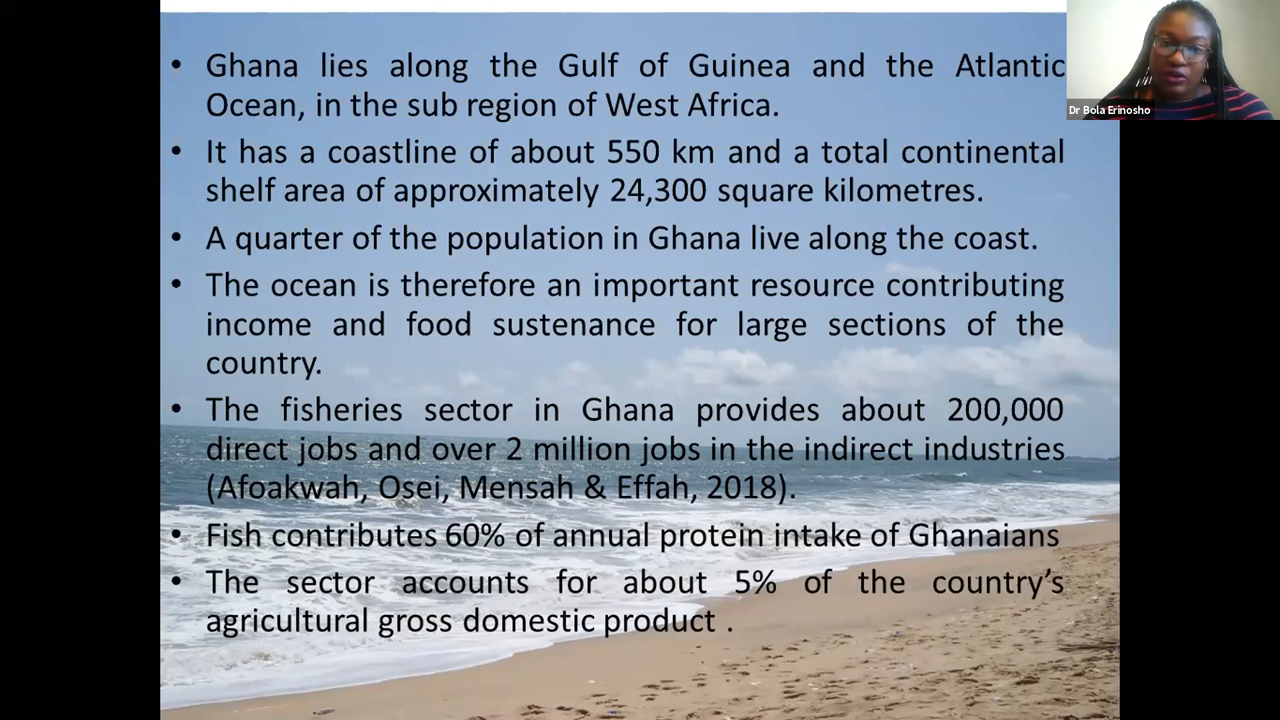 • Ghana lies along the Gulf of Guinea and the Atlantic
Ocean, in the sub region of West Africa.
• It has a coastline of about 550 km and a total continental
shelf area of approximately 24,300 square kilometres.
• A quarter of the population in Ghana live along the coast.
• The ocean is therefore an important resource contributing
income and food sustenance for large sections of the
country.
• The fisheries sector in Ghana provides about 200,000
direct jobs and over 2 million jobs in the indirect industries
(Afoakwah, Osei, Mensah & Effah, 2018).
• Fish contributes 60% of annual protein intake of Ghanaians
• The sector accounts for about 5% of the country’s
agricultural gross domestic product .
Dr Bola Erinosho